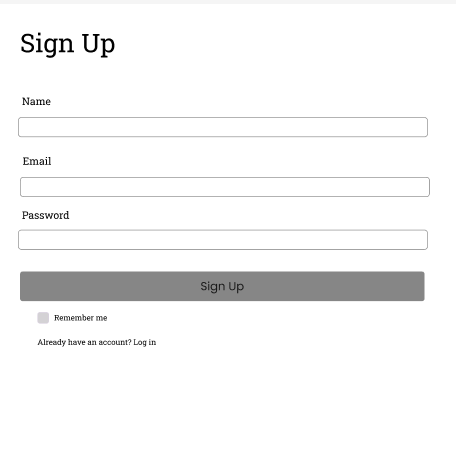 Sign Up
Name
Email
Password
Sign Up
Remember me
Already have an account? Log in